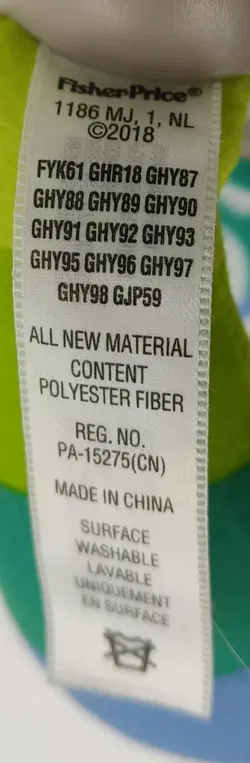 Fisher-Price®
1186 MJ, 1, NL
©2018
FYK61 GHR18 GHY87
GHY88 GHY89 GHY90
GHY91 GHY92 GHY93
GHY95 GHY96 GHY97
GHY98 GJP59
ALL NEW MATERIAL
CONTENT
POLYESTER FIBER
REG. NO.
PA-15275(CN)
MADE IN CHINA
SURFACE
WASHABLE
LAVABLE
UNIQUEMENT
EN SURFACE